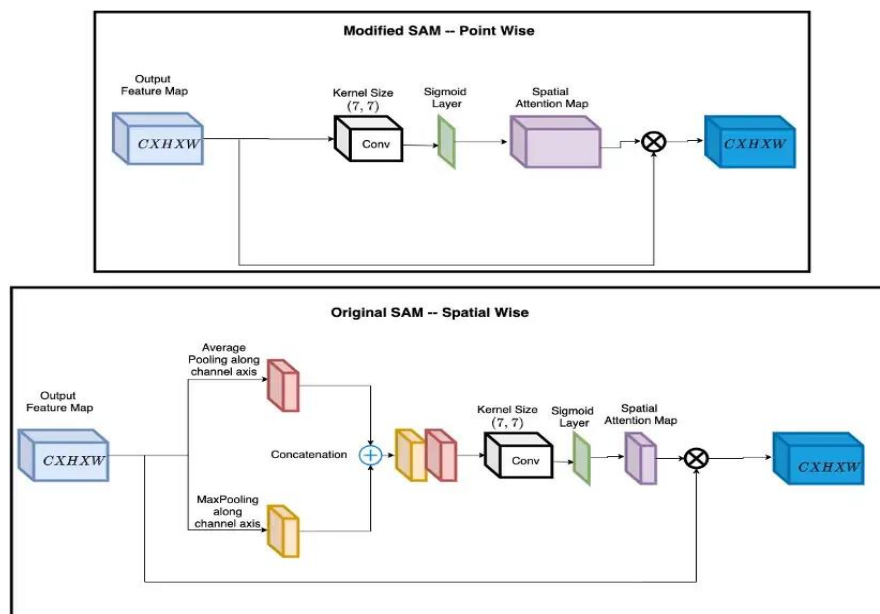 Modified SAM -- Point Wise
Output
Feature Map
Kernel Size
(7, 7)
Sigmoid
Layer
Spatial
Attention Map
CXHXW
Conv
CXHXW
Original SAM -- Spatial Wise
Average
Pooling along
channel axis
Output
Feature Map
Kernel Size
(7, 7)
Sigmoid
Layer
Spatial
Attention Map
Concatenation
CXHXW
Conv
CXHXW
MaxPooling
along
channel axis